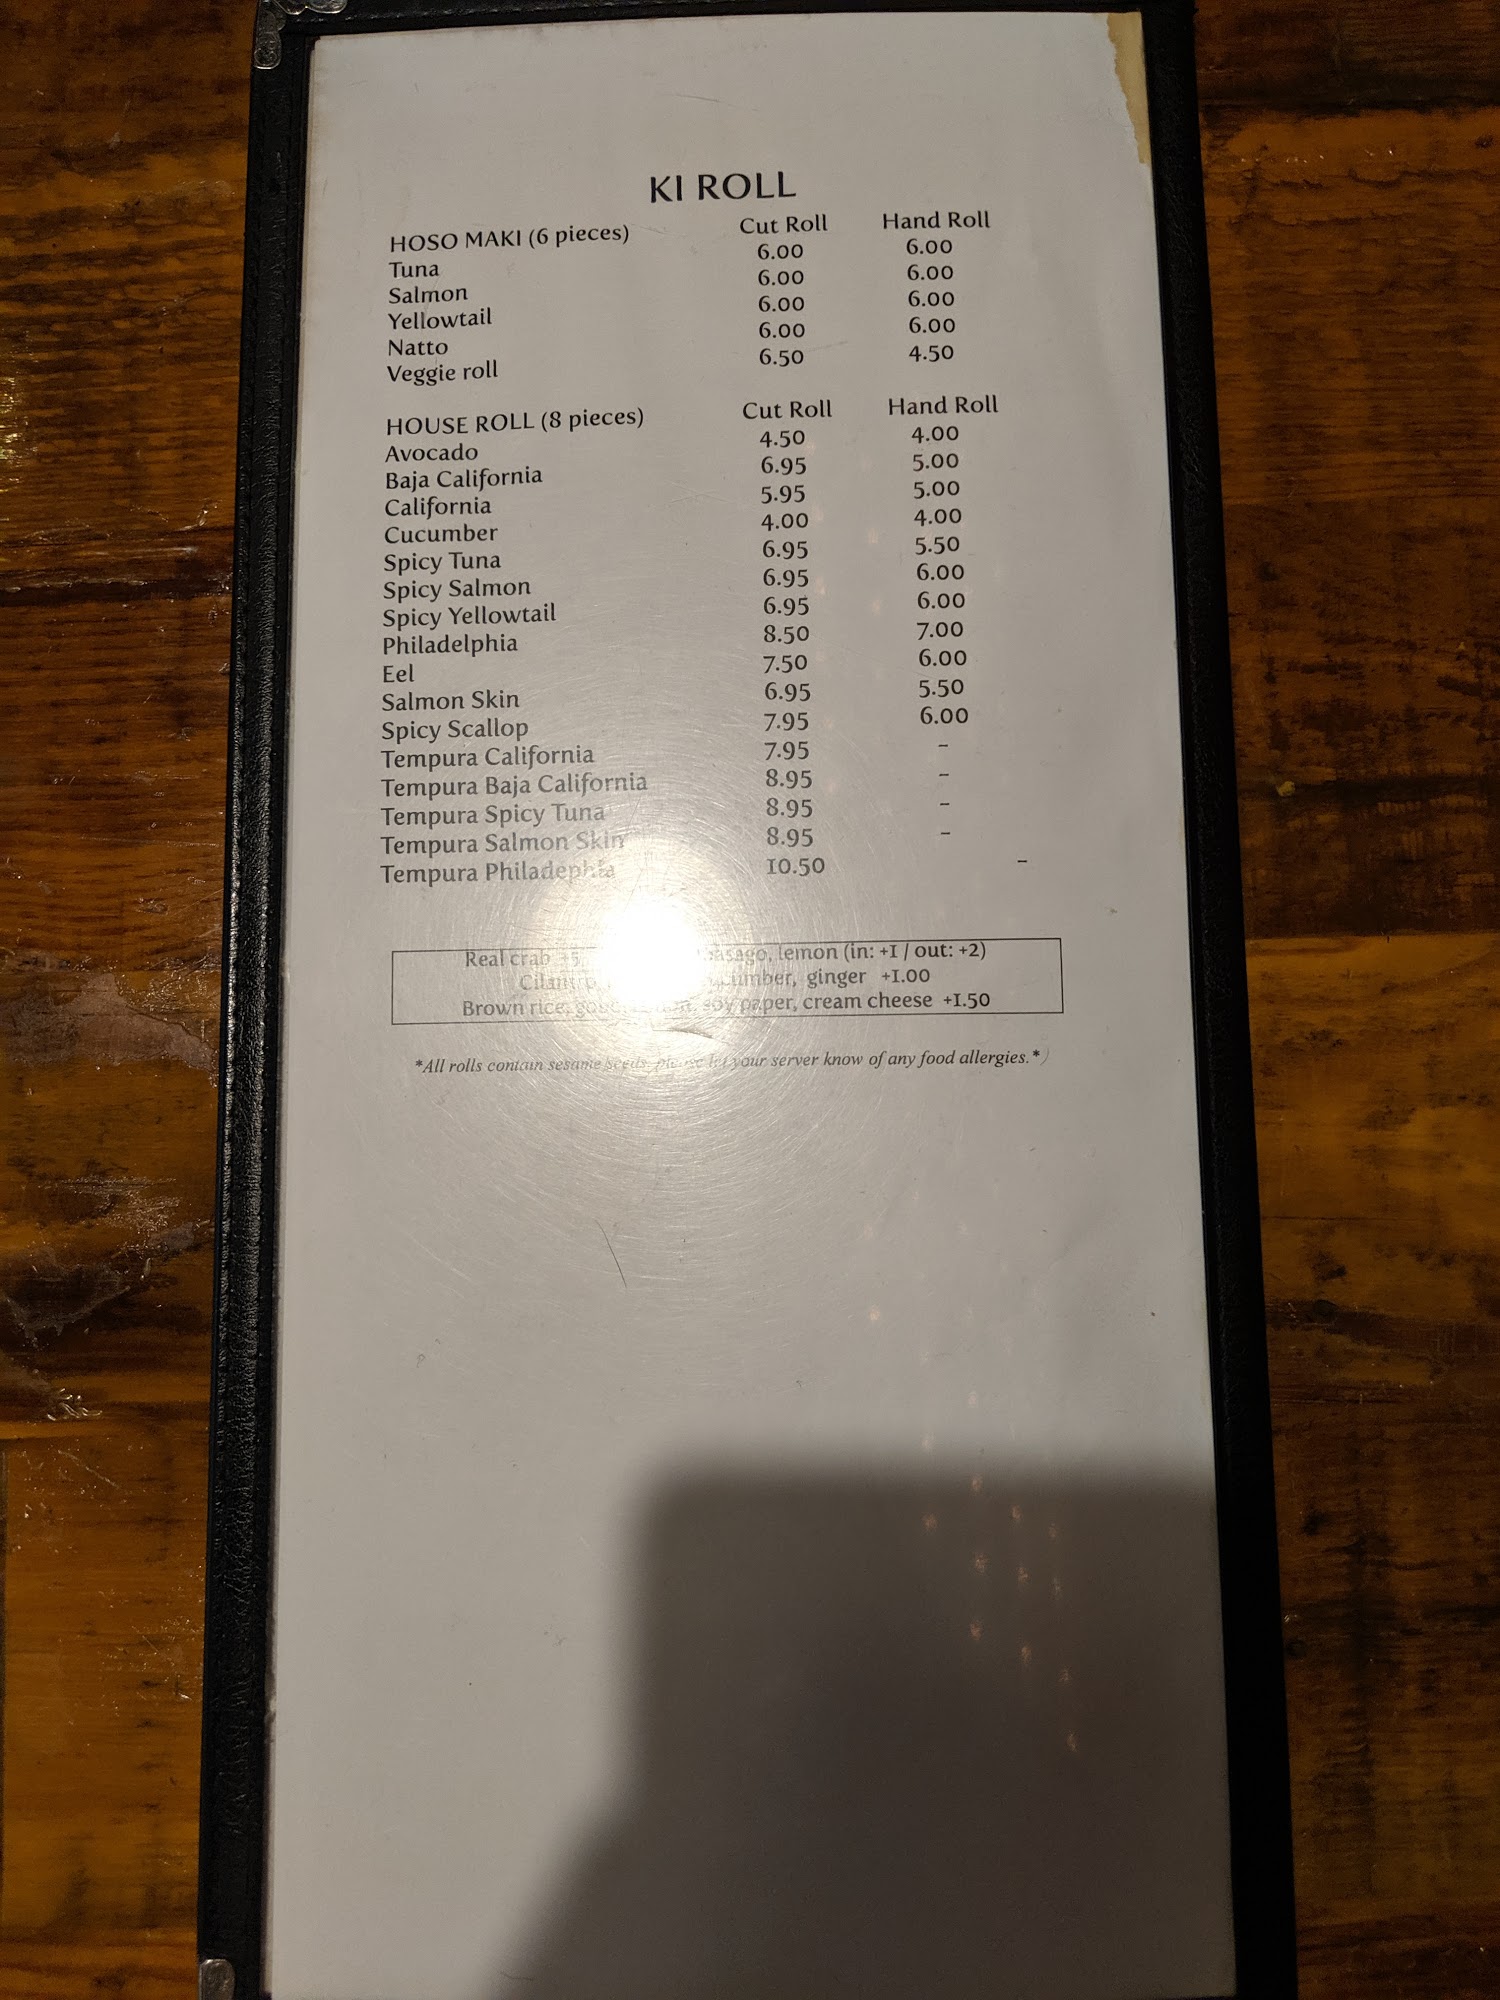 KI ROLL
HOSO MAKI (6 pieces) Cut Roll Hand Roll
Tuna 6.00 6.00
Salmon 6.00 6.00
Yellowtail 6.00 6.00
Natto 6.00 6.00
Veggie roll 6.50 4.50
HOUSE ROLL (8 pieces) Cut Roll Hand Roll
Avocado 4.50 4.00
Baja California 6.95 5.00
California 5.95 5.00
Cucumber 4.00 4.00
Spicy Tuna 6.95 5.50
Spicy Salmon 6.95 6.00
Spicy Yellowtail 6.95 6.00
Philadelphia 8.50 7.00
Eel 7.50 6.00
Salmon Skin 6.95 5.50
Spicy Scallop 7.95 6.00
Tempura California 7.95 -
Tempura Baja California 8.95 -
Tempura Spicy Tuna 8.95 -
Tempura Salmon Skin 8.95 -
Tempura Philadephia 10.50 -
Real crab +5, lemon (in: +1 / out: +2)
ginger +1.00
Brown rice, soy paper, cream cheese +1.50
*All rolls contain sesame seeds, please let your server know of any food allergies.*)